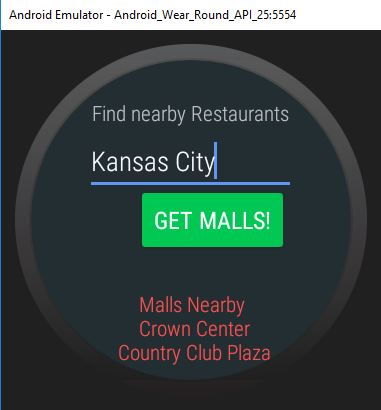 Android Emulator - Android_Wear_Round_API_25:5554
Find nearby Restaurants
Kansas City
GET MALLS!
Malls Nearby
Crown Center
Country Club Plaza